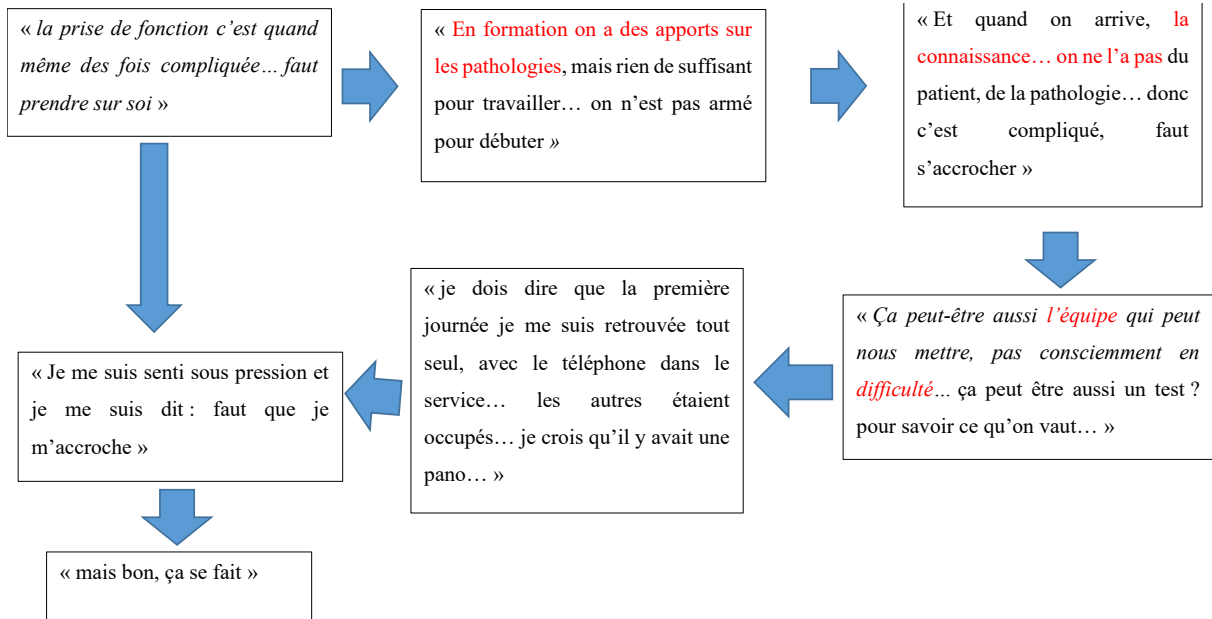 « la prise de fonction c’est quand
même des fois compliquée… faut
prendre sur soi »
« En formation on a des apports sur
les pathologies, mais rien de suffisant
pour travailler… on n’est pas armé
pour débuter »
« Et quand on arrive, la
connaissance… on ne l’a pas du
patient, de la pathologie… donc
c’est compliqué, faut
s’accrocher »
« Ça peut-être aussi l’équipe qui peut
nous mettre, pas consciemment en
difficulté… ça peut être aussi un test ?
pour savoir ce qu’on vaut… »
« je dois dire que la première
journée je me suis retrouvée tout
seul, avec le téléphone dans le
service… les autres étaient
occupés… je crois qu’il y avait une
pano… »
« Je me suis senti sous pression et
je me suis dit : faut que je
m’accroche »
« mais bon, ça se fait »